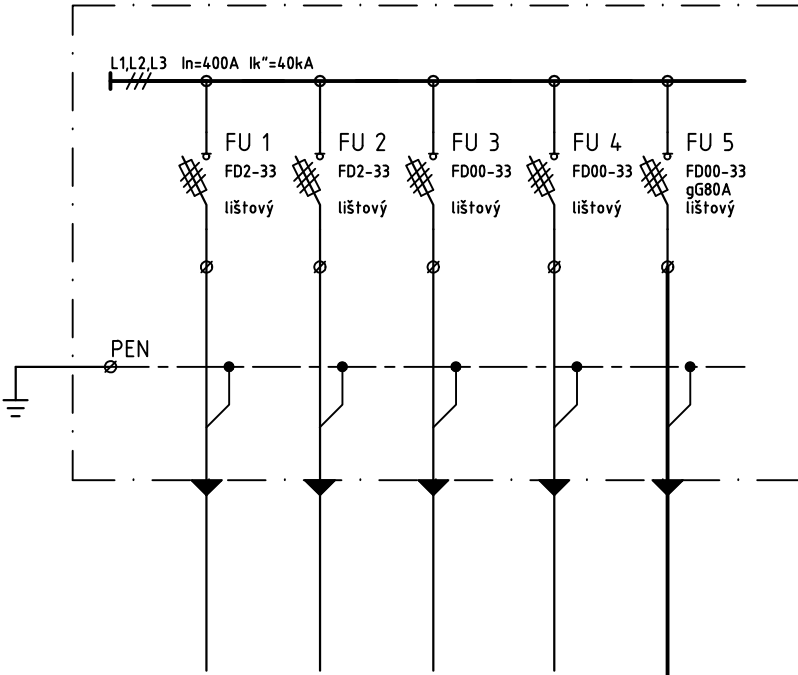 L1,L2,L3 In=400A Ik"=40kA
FU 1
FD2-33
lištový
FU 2
FD2-33
lištový
FU 3
FD00-33
lištový
FU 4
FD00-33
lištový
FU 5
FD00-33
gG80A
lištový
PEN